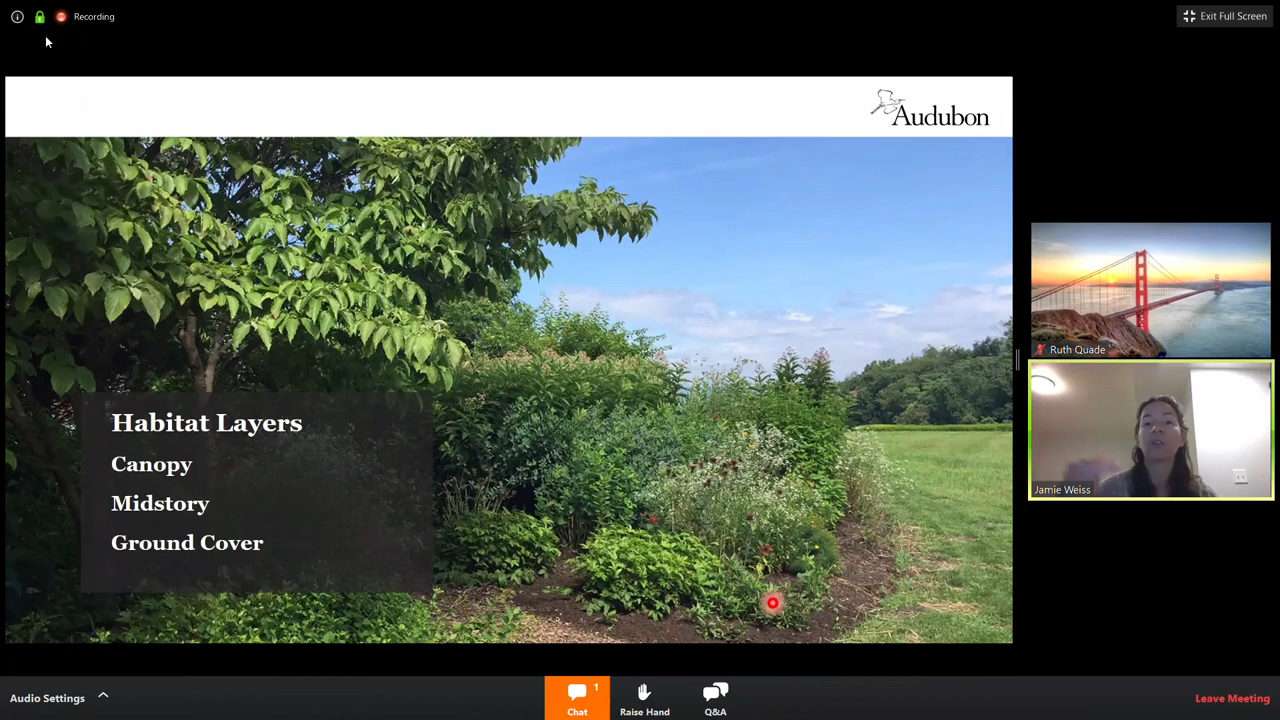 Recording
Exit Full Screen
Audubon
Habitat Layers
Canopy
Midstory
Ground Cover
Ruth Quade
Jamie Weiss
Audio Settings
Chat
1
Raise Hand
Q&A
Leave Meeting